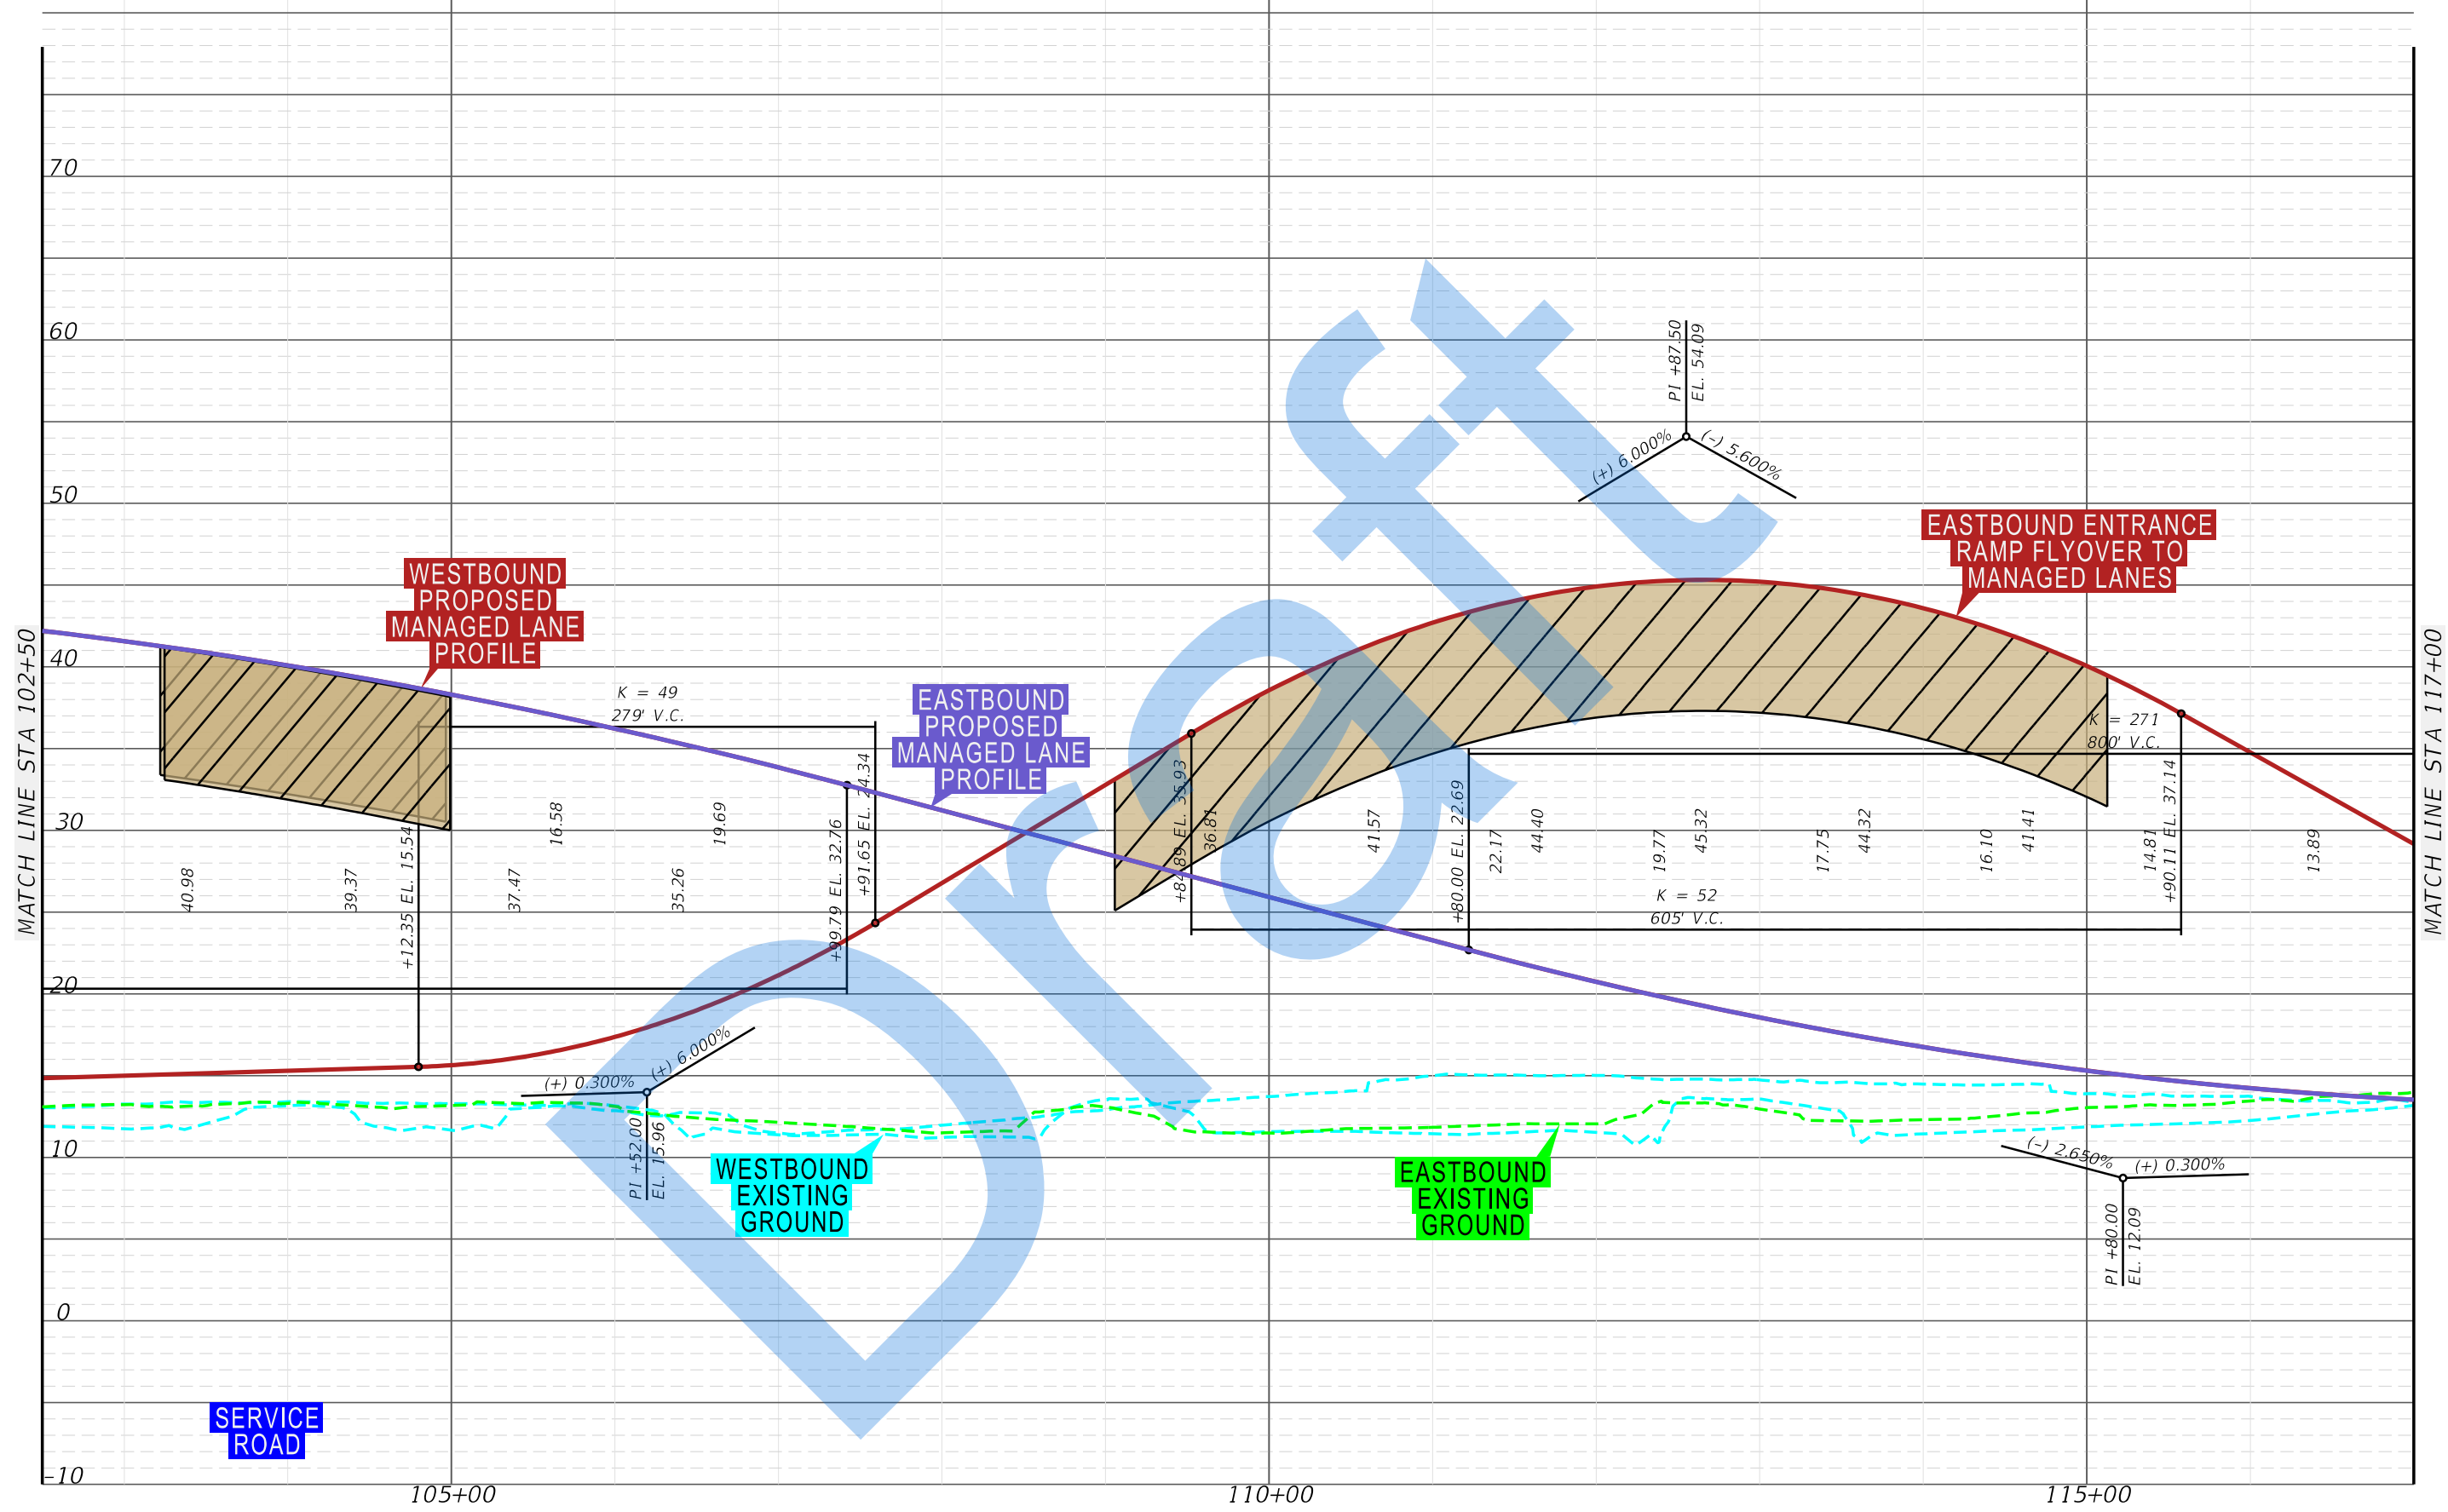 70
60
50
40
30
20
10
0
-10
MATCH LINE STA 102+50
MATCH LINE STA 117+00
PI +87.50
EL. 54.09
(+) 6.000%
(-) 5.600%
EASTBOUND ENTRANCE
RAMP FLYOVER TO
MANAGED LANES
WESTBOUND
PROPOSED
MANAGED LANE
PROFILE
K = 49
279' V.C.
EASTBOUND
PROPOSED
MANAGED LANE
PROFILE
K = 271
800' V.C.
40.98
39.37
+12.35 EL. 15.54
37.47
16.58
35.26
19.69
+99.79 EL. 32.76
+91.65 EL. 24.34
+84.89 EL. 35.93
36.81
41.57
+80.00 EL. 22.69
22.17
44.40
19.77
45.32
17.75
44.32
16.10
41.41
14.81
+90.11 EL. 37.14
13.89
K = 52
605' V.C.
Draft
(+) 0.300%
(+) 6.000%
PI +52.00
EL. 15.96
WESTBOUND
EXISTING
GROUND
EASTBOUND
EXISTING
GROUND
(-) 2.650%
(+) 0.300%
PI +80.00
EL. 12.09
SERVICE
ROAD
105+00
110+00
115+00